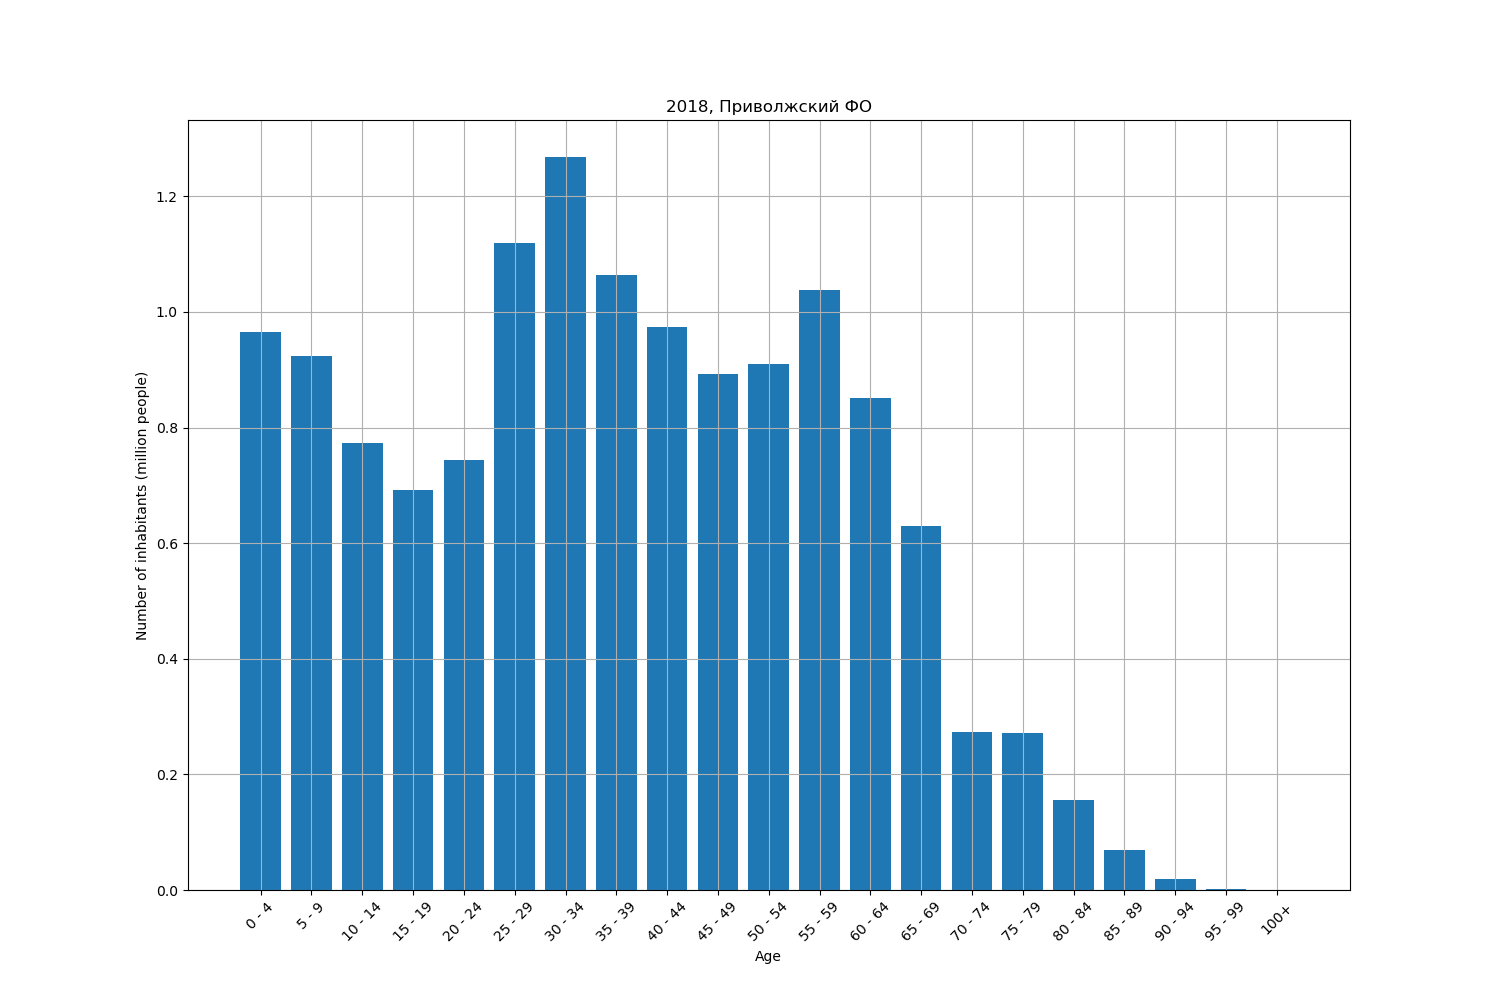 2018, Приволжский ФО
Number of inhabitants (million people)
1.2
1.0
0.8
0.6
0.4
0.2
0.0
0 - 4
5 - 9
10 - 14
15 - 19
20 - 24
25 - 29
30 - 34
35 - 39
40 - 44
45 - 49
50 - 54
55 - 59
60 - 64
65 - 69
70 - 74
75 - 79
80 - 84
85 - 89
90 - 94
95 - 99
100+
Age